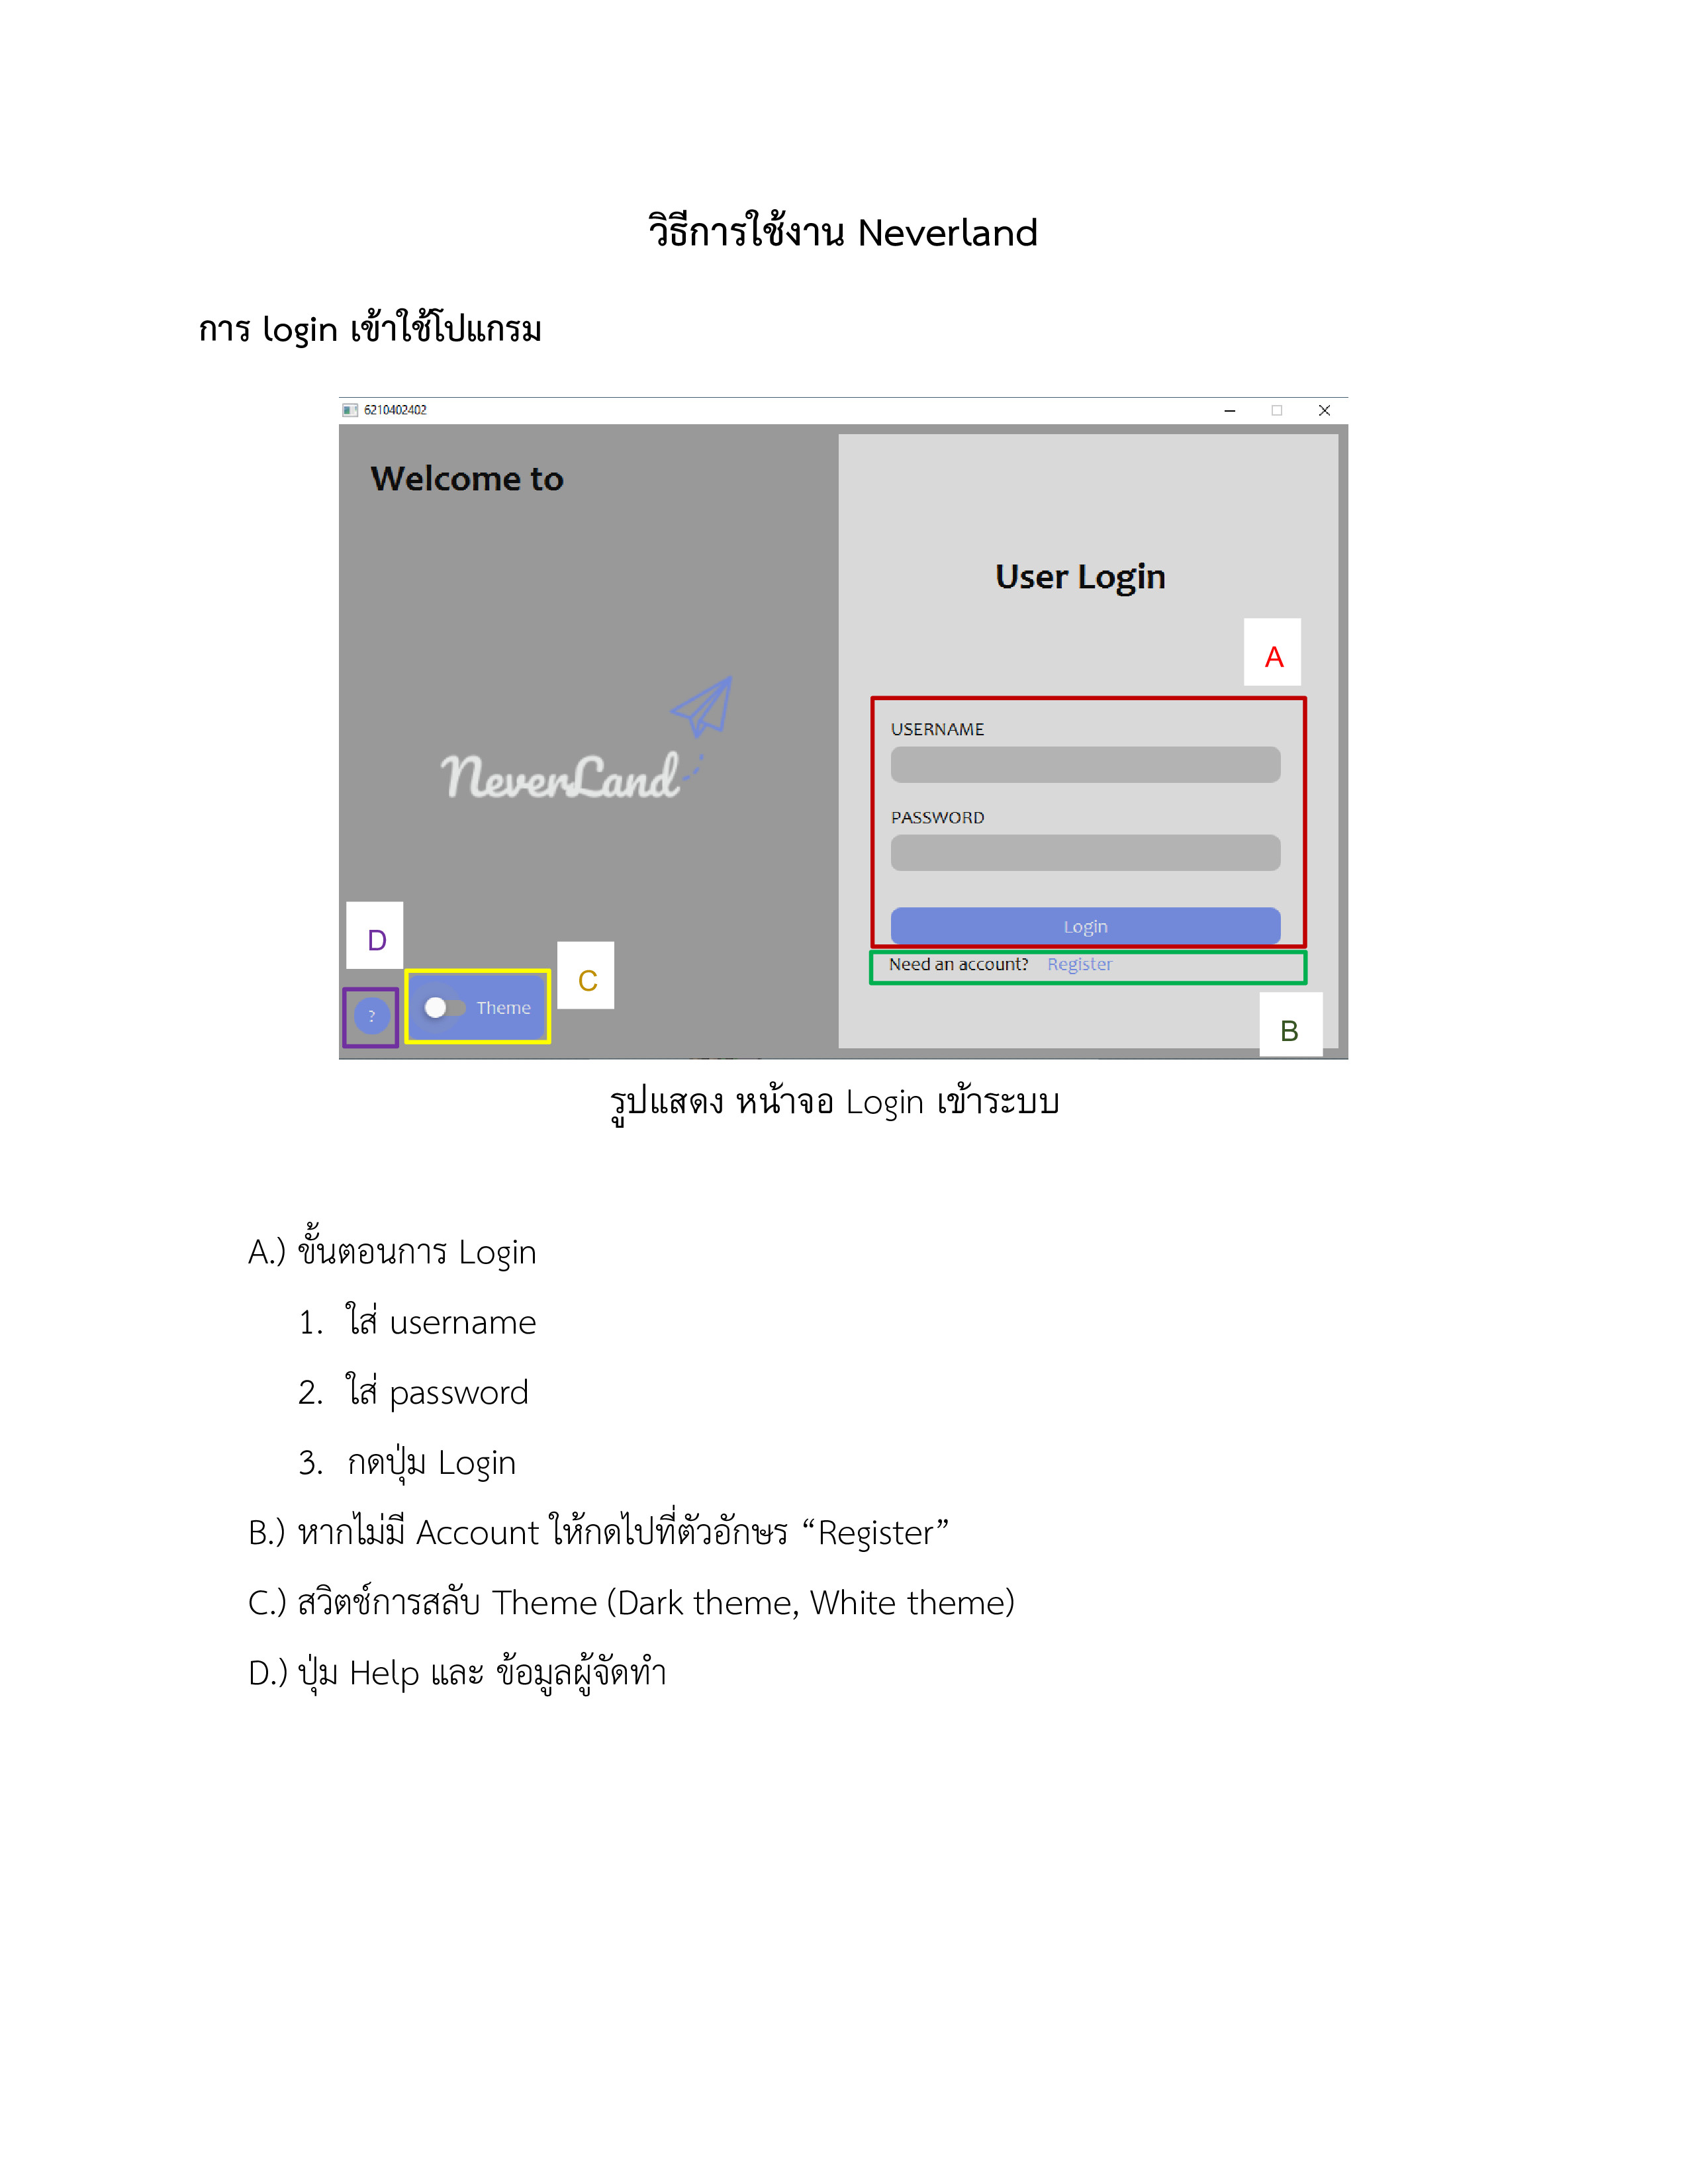 วิธีการใช้งาน Neverland
การ login เข้าใช้โปแกรม
6210402402
Welcome to
User Login
A
USERNAME
NeverLand
PASSWORD
Login
D
Need an account? Register
C
? Theme
B
รูปแสดง หน้าจอ Login เข้าระบบ
A.) ขั้นตอนการ Login
1. ใส่ username
2. ใส่ password
3. กดปุ่ม Login
B.) หากไม่มี Account ให้กดไปที่ตัวอักษร “Register”
C.) สวิตช์การสลับ Theme (Dark theme, White theme)
D.) ปุ่ม Help และ ข้อมูลผู้จัดทำ